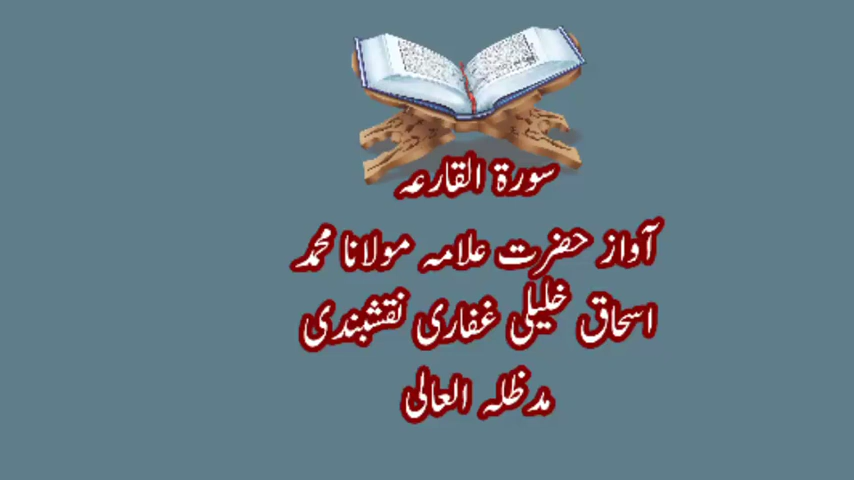 سورۃ القارعہ
آواز حضرت علامہ مولانا محمد
اسحاق خلیلی غفاری نقشبندی
مدظلہ العالی